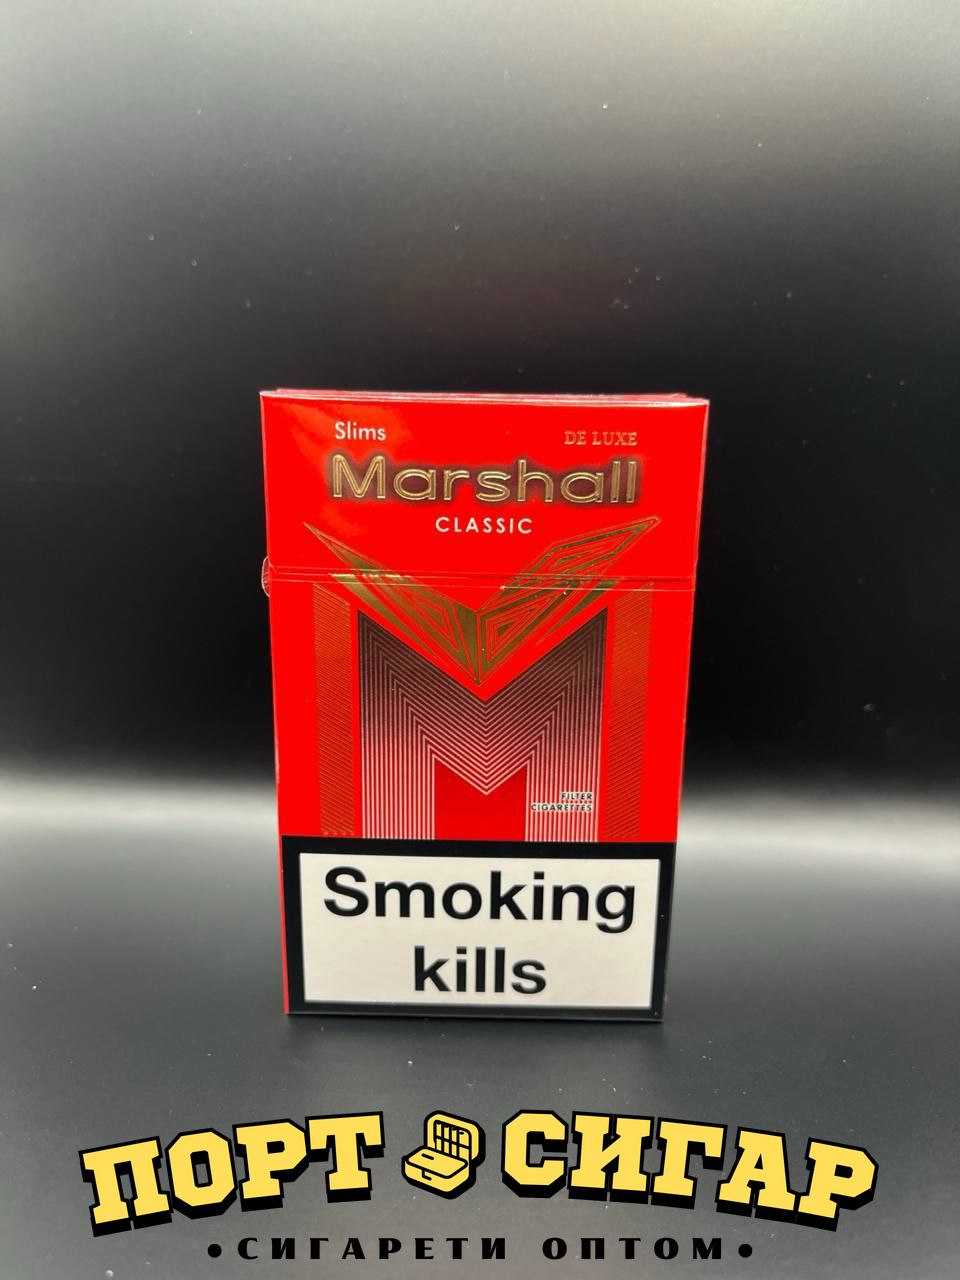 Slims
DE LUXE
Marshall
CLASSIC
FILTER
CIGARETTES
Smoking
kills
ПОРТ СИГАР
•СИГАРЕТИ ОПТОМ•